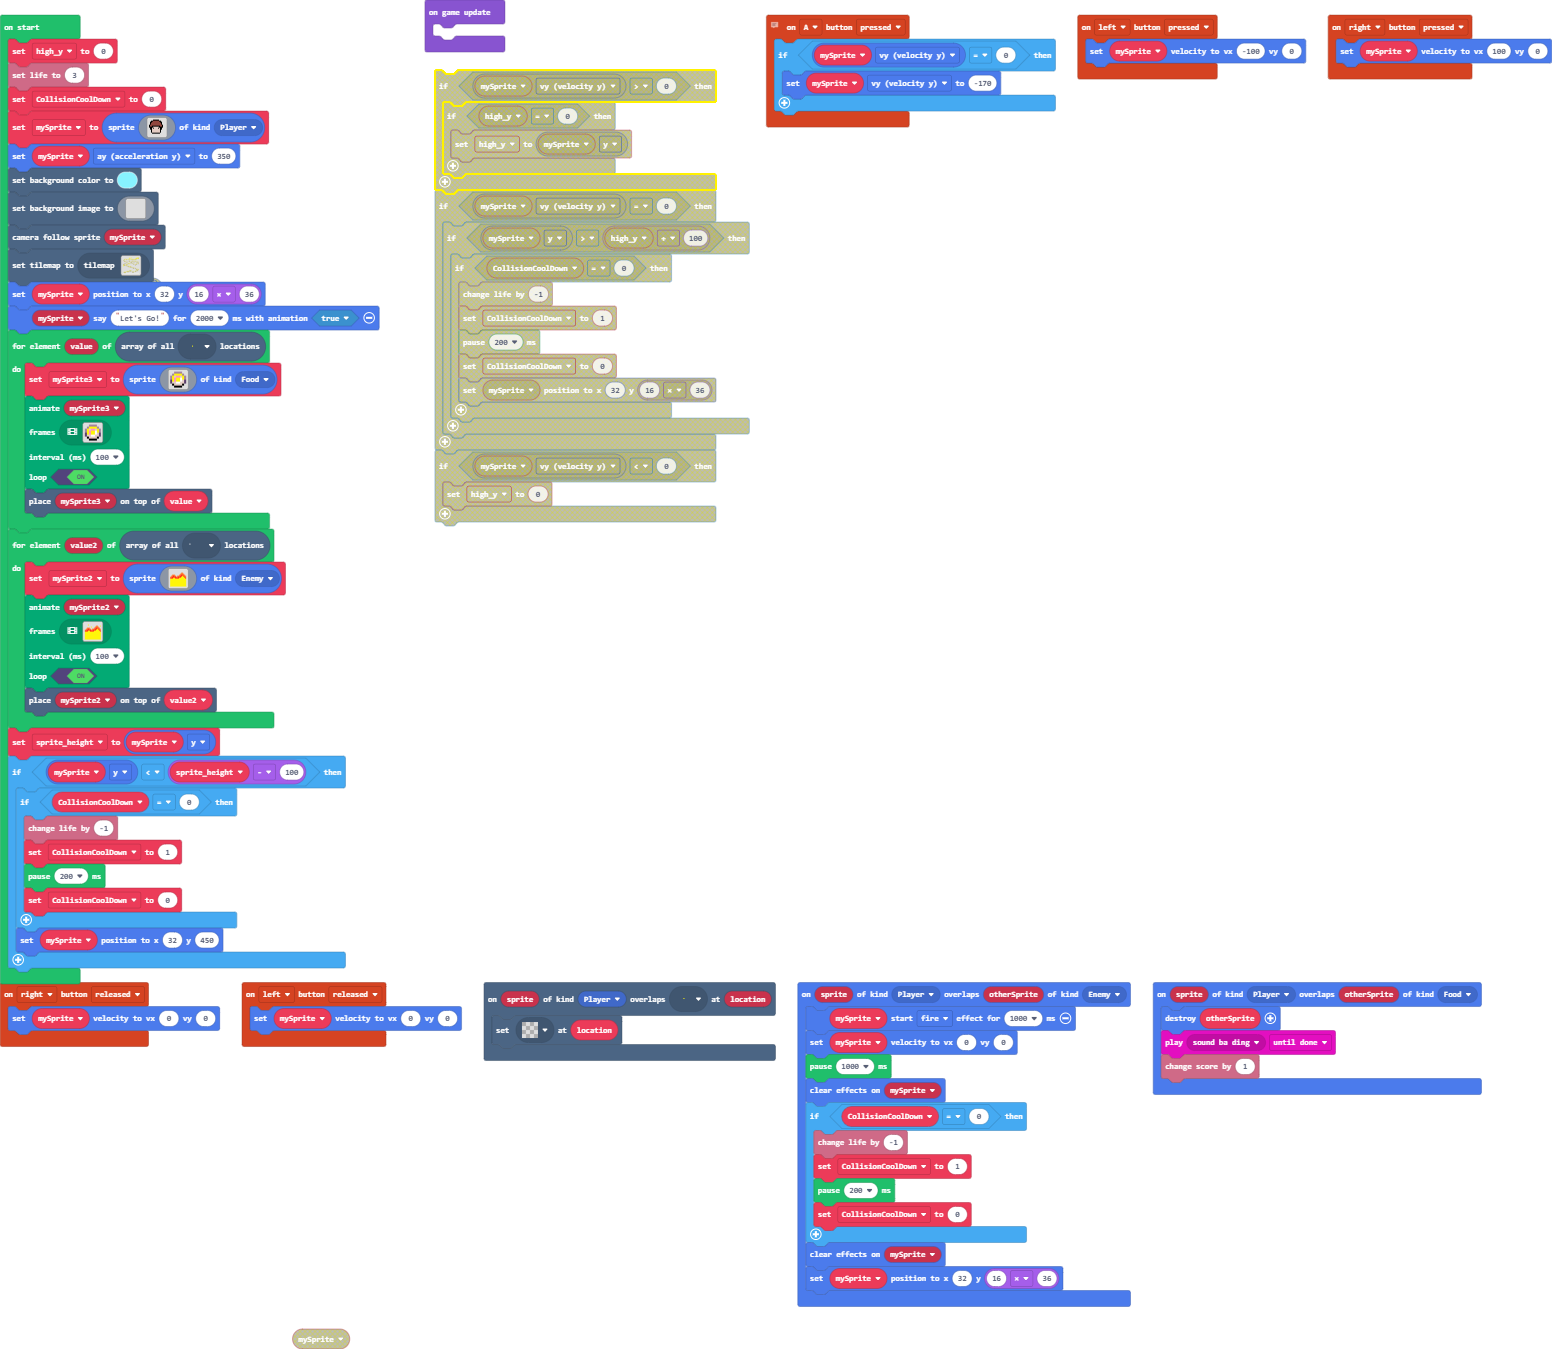 on start
set high_y to 0
set life to 3
set CollisionCoolDown to 0
set mySprite to sprite of kind Player
set mySprite ay (acceleration y) to 350
set background color to
set background image to
camera follow sprite mySprite
set tilemap to tilemap
set mySprite position to x 32 y 16 × 36
mySprite say "Let's Go!" for 2000 ms with animation true
for element value of array of all locations
do
set mySprite3 to sprite of kind Food
animate mySprite3
frames
interval (ms) 100
loop ON
place mySprite3 on top of value
for element value2 of array of all locations
do
set mySprite2 to sprite of kind Enemy
animate mySprite2
frames
interval (ms) 100
loop ON
place mySprite2 on top of value2
set sprite_height to mySprite y
if mySprite y < sprite_height - 100 then
if CollisionCoolDown = 0 then
change life by -1
set CollisionCoolDown to 1
pause 200 ms
set CollisionCoolDown to 0
set mySprite position to x 32 y 450
on game update
if mySprite vy (velocity y) > 0 then
if high_y = 0 then
set high_y to mySprite y
if mySprite vy (velocity y) = 0 then
if mySprite y > high_y + 100 then
if CollisionCoolDown = 0 then
change life by -1
set CollisionCoolDown to 1
pause 200 ms
set CollisionCoolDown to 0
set mySprite position to x 32 y 16 × 36
if mySprite vy (velocity y) < 0 then
set high_y to 0
on A button pressed
if mySprite vy (velocity y) = 0 then
set mySprite vy (velocity y) to -170
on left button pressed
set mySprite velocity to vx -100 vy 0
on right button pressed
set mySprite velocity to vx 100 vy 0
on right button released
set mySprite velocity to vx 0 vy 0
on left button released
set mySprite velocity to vx 0 vy 0
on sprite of kind Player overlaps at location
set at location
on sprite of kind Player overlaps otherSprite of kind Enemy
mySprite start fire effect for 1000 ms
set mySprite velocity to vx 0 vy 0
pause 1000 ms
clear effects on mySprite
if CollisionCoolDown = 0 then
change life by -1
set CollisionCoolDown to 1
pause 200 ms
set CollisionCoolDown to 0
clear effects on mySprite
set mySprite position to x 32 y 16 × 36
on sprite of kind Player overlaps otherSprite of kind Food
destroy otherSprite
play sound ba ding until done
change score by 1
mySprite